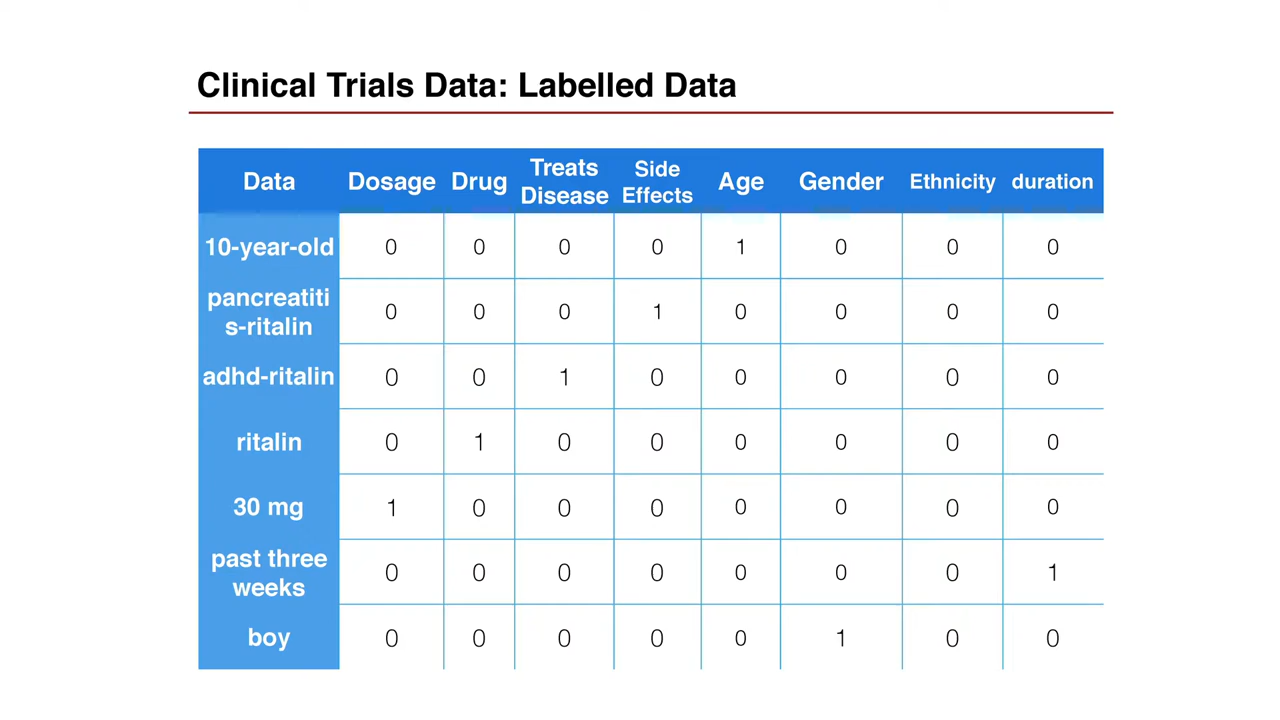 Clinical Trials Data: Labelled Data
Data Dosage Drug Treats Disease Side Effects Age Gender Ethnicity duration
10-year-old 0 0 0 0 1 0 0 0
pancreatiti
s-ritalin 0 0 0 1 0 0 0 0
adhd-ritalin 0 0 1 0 0 0 0 0
ritalin 0 1 0 0 0 0 0 0
30 mg 1 0 0 0 0 0 0 0
past three
weeks 0 0 0 0 0 0 0 1
boy 0 0 0 0 0 1 0 0